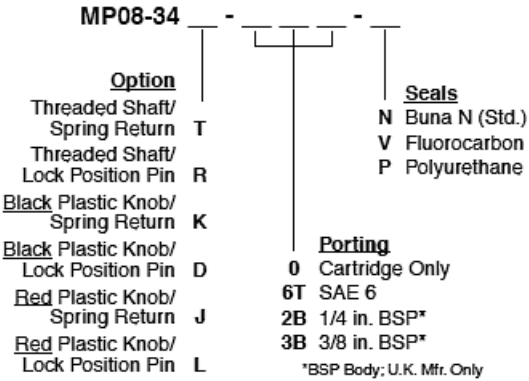 MP08-34 __ - __ __ __ - __
Option
Threaded Shaft/
Spring Return T
Threaded Shaft/
Lock Position Pin R
Black Plastic Knob/
Spring Return K
Black Plastic Knob/
Lock Position Pin D
Red Plastic Knob/
Spring Return J
Red Plastic Knob/
Lock Position Pin L
Porting
0 Cartridge Only
6T SAE 6
2B 1/4 in. BSP*
3B 3/8 in. BSP*
*BSP Body; U.K. Mfr. Only
Seals
N Buna N (Std.)
V Fluorocarbon
P Polyurethane